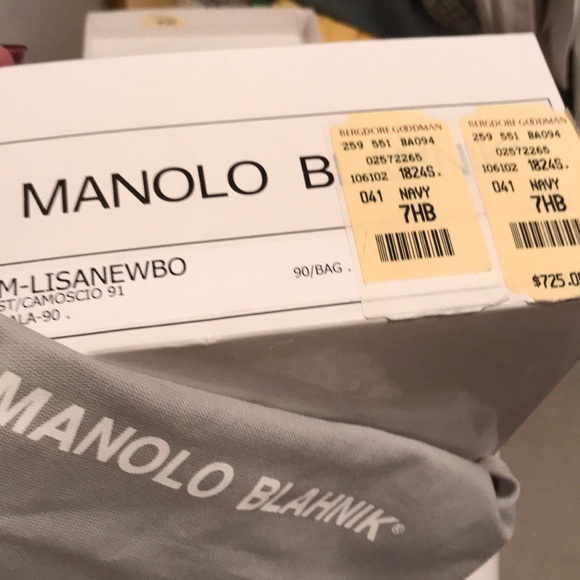 MANOLO B
M-LISANEWBO
ST/CAMOSCIO 91
ALA-90 .
90/BAG .
BERGDORF GOODMAN
259 551 BA094
02572265
106102 1824S.
041 NAVY
7HB
BERGDORF GOODMAN
259 551 BA094
02572265
106102 1824S.
041 NAVY
7HB
$725.0
MANOLO BLAHNIK®